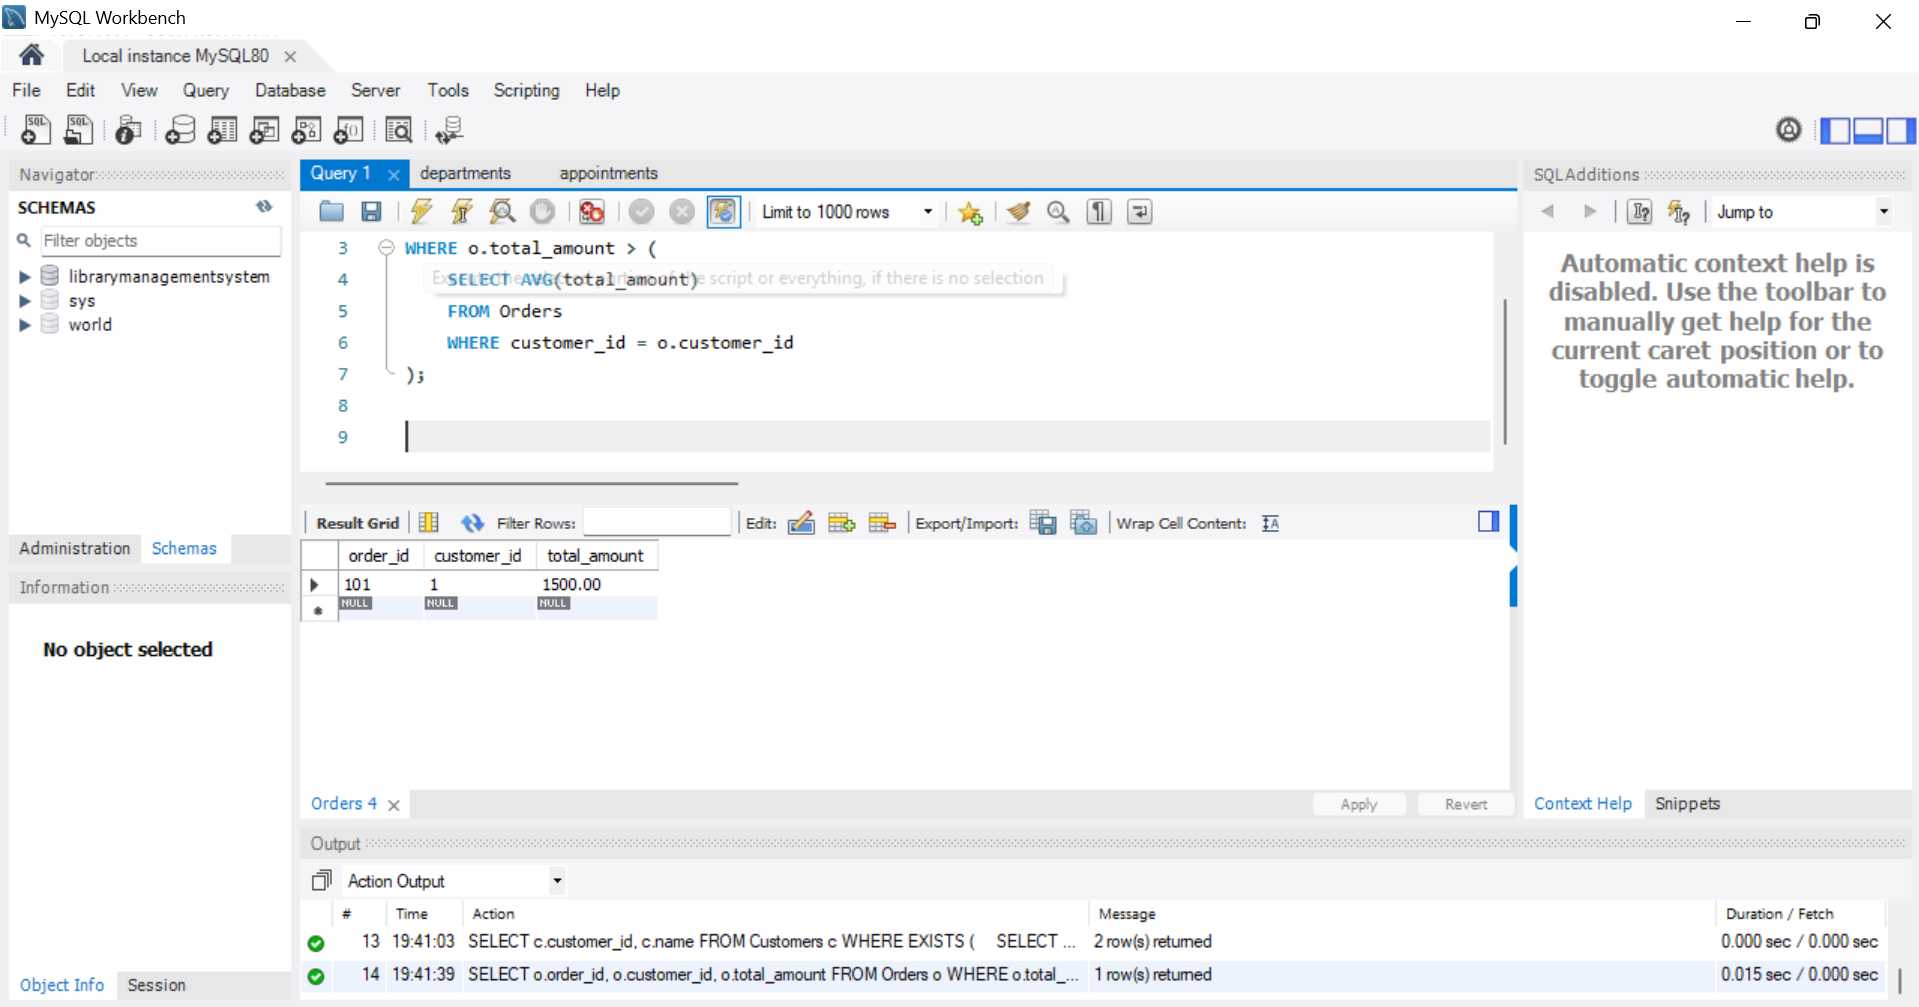 MySQL Workbench
Local instance MySQL80
File Edit View Query Database Server Tools Scripting Help
Navigator
SCHEMAS
Filter objects
librarymanagementsystem
sys
world
Administration Schemas
Information
No object selected
Object Info Session
Query 1 departments appointments
Limit to 1000 rows
3 WHERE o.total_amount > (
4 SELECT AVG(total_amount)
script or everything, if there is no selection
5 FROM Orders
6 WHERE customer_id = o.customer_id
7 );
8
9
Result Grid Filter Rows: Edit: Export/Import: Wrap Cell Content:
order_id customer_id total_amount
101 1 1500.00
NULL NULL NULL
Orders 4 Apply Revert
SQLAdditions
Jump to
Automatic context help is
disabled. Use the toolbar to
manually get help for the
current caret position or to
toggle automatic help.
Context Help Snippets
Output
Action Output
# Time Action Message Duration / Fetch
13 19:41:03 SELECT c.customer_id, c.name FROM Customers c WHERE EXISTS ( SELECT ... 2 row(s) returned 0.000 sec / 0.000 sec
14 19:41:39 SELECT o.order_id, o.customer_id, o.total_amount FROM Orders o WHERE o.total_... 1 row(s) returned 0.015 sec / 0.000 sec